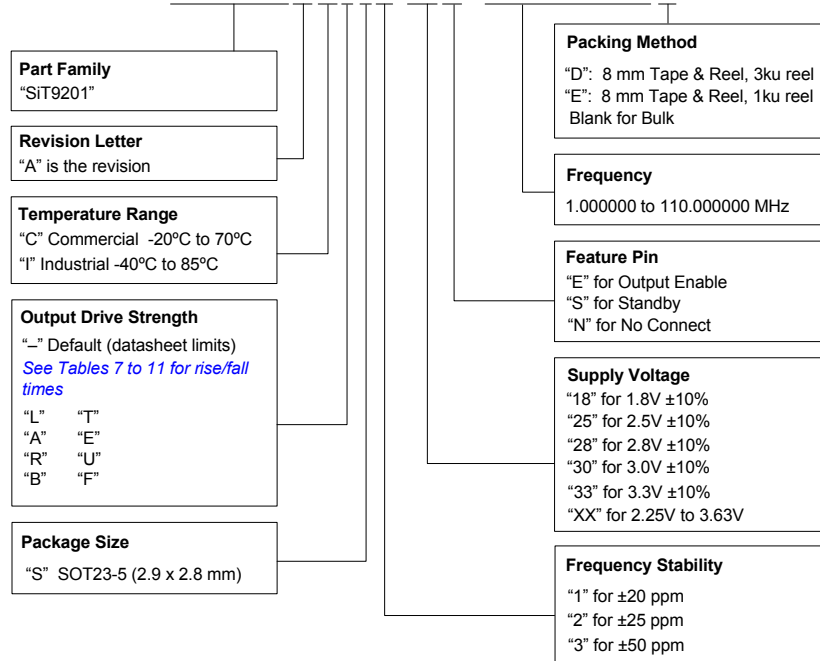 Part Family
“SiT9201”
Revision Letter
“A” is the revision
Temperature Range
“C” Commercial -20ºC to 70ºC
“I” Industrial -40ºC to 85ºC
Output Drive Strength
“–” Default (datasheet limits)
See Tables 7 to 11 for rise/fall
times
“L” “T”
“A” “E”
“R” “U”
“B” “F”
Package Size
“S” SOT23-5 (2.9 x 2.8 mm)
Packing Method
“D”: 8 mm Tape & Reel, 3ku reel
“E”: 8 mm Tape & Reel, 1ku reel
Blank for Bulk
Frequency
1.000000 to 110.000000 MHz
Feature Pin
“E” for Output Enable
“S” for Standby
“N” for No Connect
Supply Voltage
“18” for 1.8V ±10%
“25” for 2.5V ±10%
“28” for 2.8V ±10%
“30” for 3.0V ±10%
“33” for 3.3V ±10%
“XX” for 2.25V to 3.63V
Frequency Stability
“1” for ±20 ppm
“2” for ±25 ppm
“3” for ±50 ppm